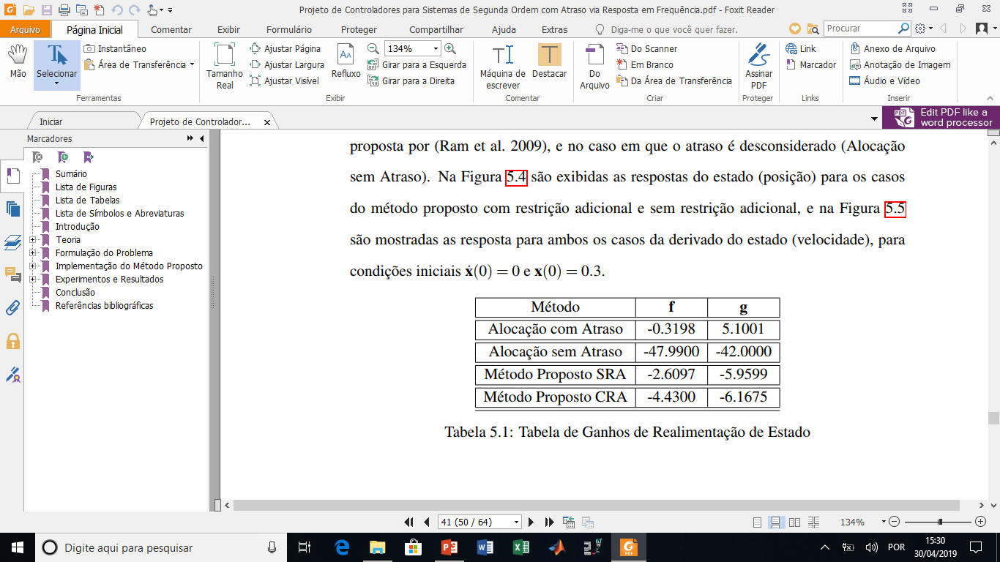 Projeto de Controladores para Sistemas de Segunda Ordem com Atraso via Resposta em Frequência.pdf - Foxit Reader
Arquivo
Página Inicial
Comentar
Exibir
Formulário
Proteger
Compartilhar
Ajuda
Extras
Diga-me o que você quer fazer.
Procurar
Mão
Selecionar
Instantâneo
Área de Transferência
Ferramentas
Tamanho Real
Ajustar Página
Ajustar Largura
Ajustar Visível
Refluxo
134%
Girar para a Esquerda
Girar para a Direita
Exibir
Máquina de escrever
Destacar
Comentar
Do Arquivo
Do Scanner
Em Branco
Da Área de Transferência
Criar
Assinar PDF
Proteger
Link
Marcador
Links
Anexo de Arquivo
Anotação de Imagem
Áudio e Vídeo
Inserir
Iniciar
Projeto de Controlador...
Edit PDF like a
word processor
Marcadores
Sumário
Lista de Figuras
Lista de Tabelas
Lista de Símbolos e Abreviaturas
Introdução
Teoria
Formulação do Problema
Implementação do Método Proposto
Experimentos e Resultados
Conclusão
Referências bibliográficas
proposta por (Ram et al. 2009), e no caso em que o atraso é desconsiderado (Alocação
sem Atraso). Na Figura 5.4 são exibidas as respostas do estado (posição) para os casos
do método proposto com restrição adicional e sem restrição adicional, e na Figura 5.5
são mostradas as resposta para ambos os casos da derivado do estado (velocidade), para
condições iniciais ẋ(0) = 0 e x(0) = 0.3.
Método f g
Alocação com Atraso -0.3198 5.1001
Alocação sem Atraso -47.9900 -42.0000
Método Proposto SRA -2.6097 -5.9599
Método Proposto CRA -4.4300 -6.1675
Tabela 5.1: Tabela de Ganhos de Realimentação de Estado
41 (50 / 64)
134%
Digite aqui para pesquisar
POR
15:30
30/04/2019